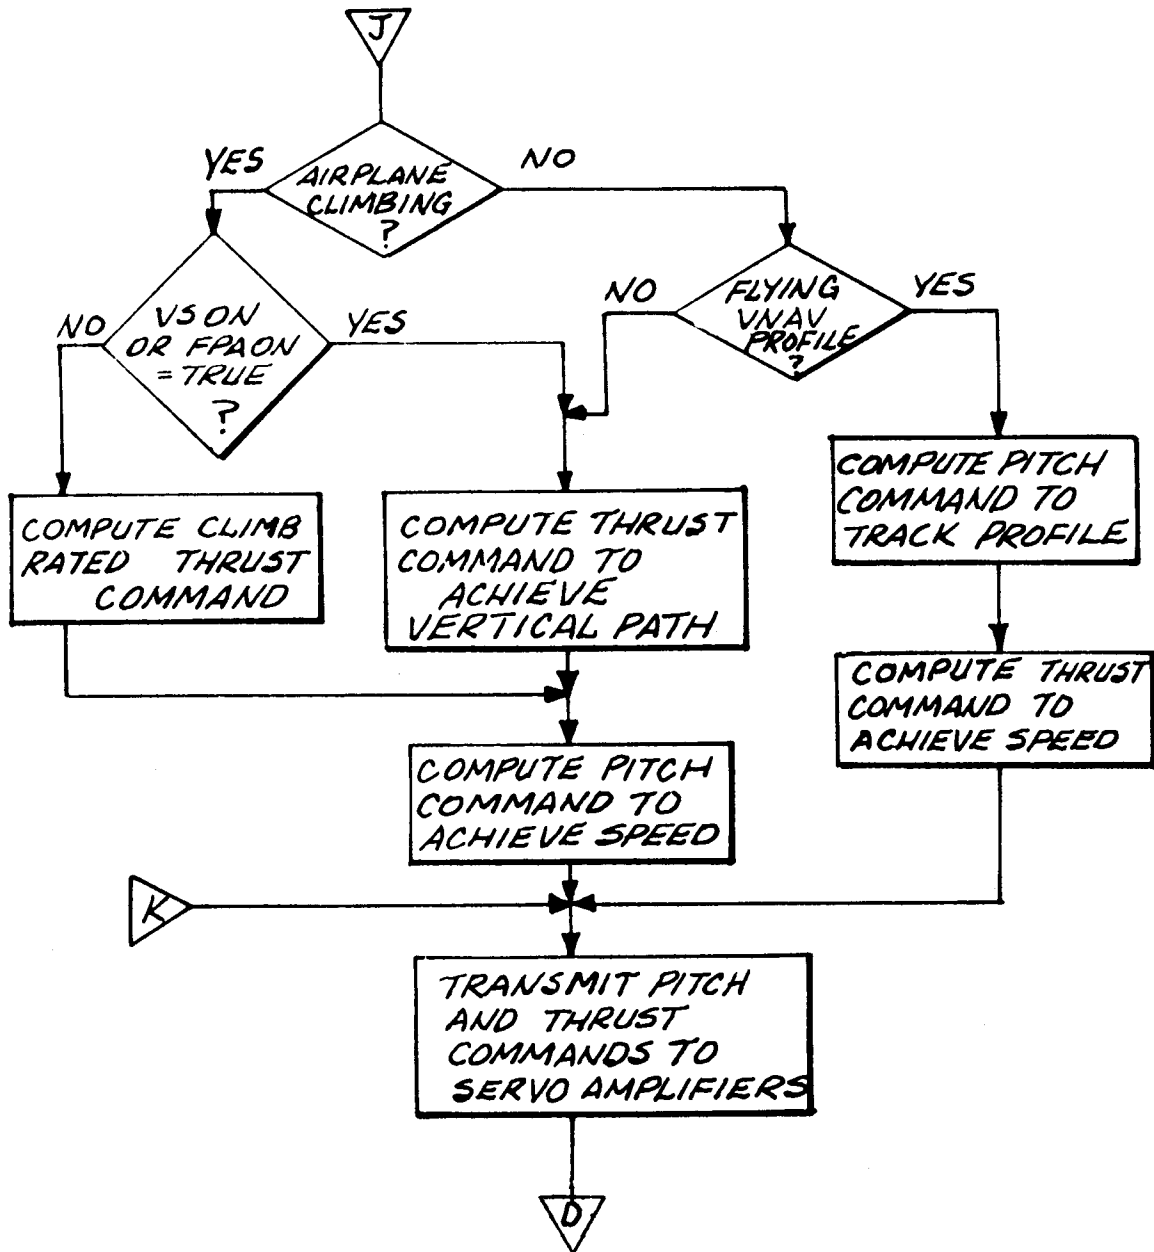 J
YES
NO
AIRPLANE
CLIMBING
?
NO
VS ON
OR FPAON
= TRUE
?
YES
NO
FLYING
VNAV
PROFILE
?
YES
COMPUTE CLIMB
RATED THRUST
COMMAND
COMPUTE THRUST
COMMAND TO
ACHIEVE
VERTICAL PATH
COMPUTE PITCH
COMMAND TO
TRACK PROFILE
COMPUTE THRUST
COMMAND TO
ACHIEVE SPEED
COMPUTE PITCH
COMMAND TO
ACHIEVE SPEED
K
TRANSMIT PITCH
AND THRUST
COMMANDS TO
SERVO AMPLIFIERS
D